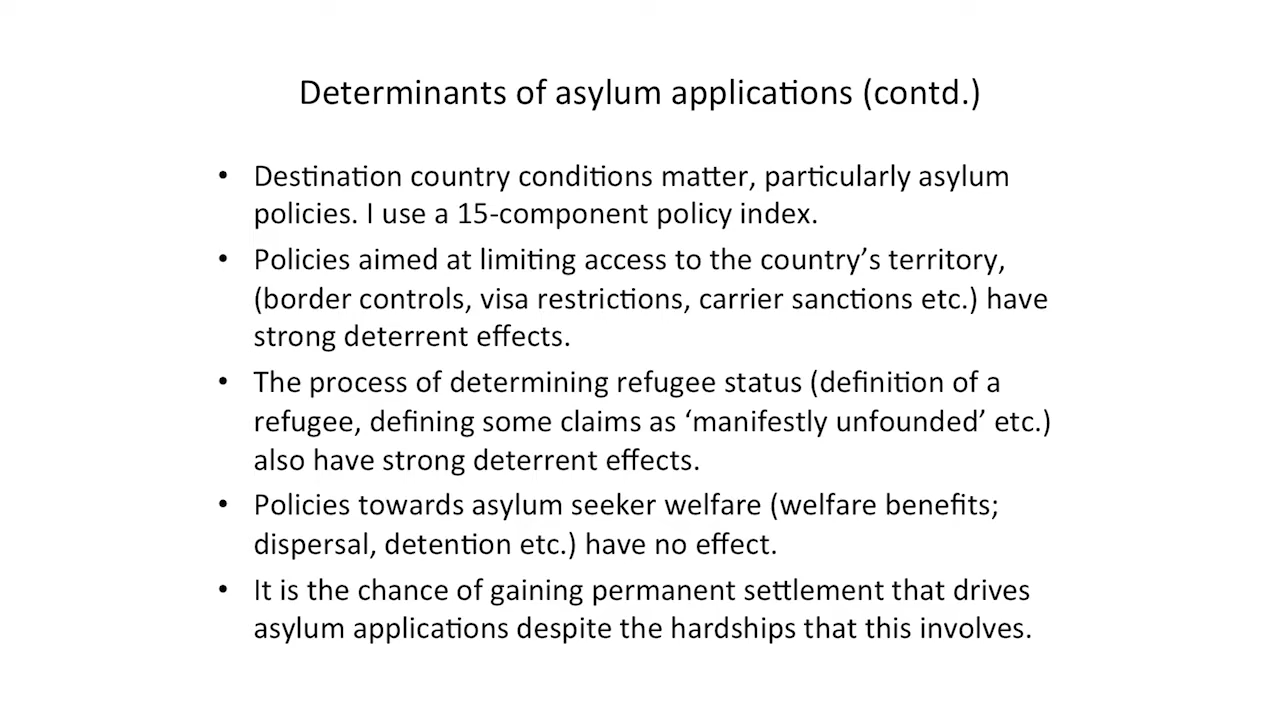 Determinants of asylum applications (contd.)
• Destination country conditions matter, particularly asylum
policies. I use a 15-component policy index.
• Policies aimed at limiting access to the country’s territory,
(border controls, visa restrictions, carrier sanctions etc.) have
strong deterrent effects.
• The process of determining refugee status (definition of a
refugee, defining some claims as ‘manifestly unfounded’ etc.)
also have strong deterrent effects.
• Policies towards asylum seeker welfare (welfare benefits;
dispersal, detention etc.) have no effect.
• It is the chance of gaining permanent settlement that drives
asylum applications despite the hardships that this involves.